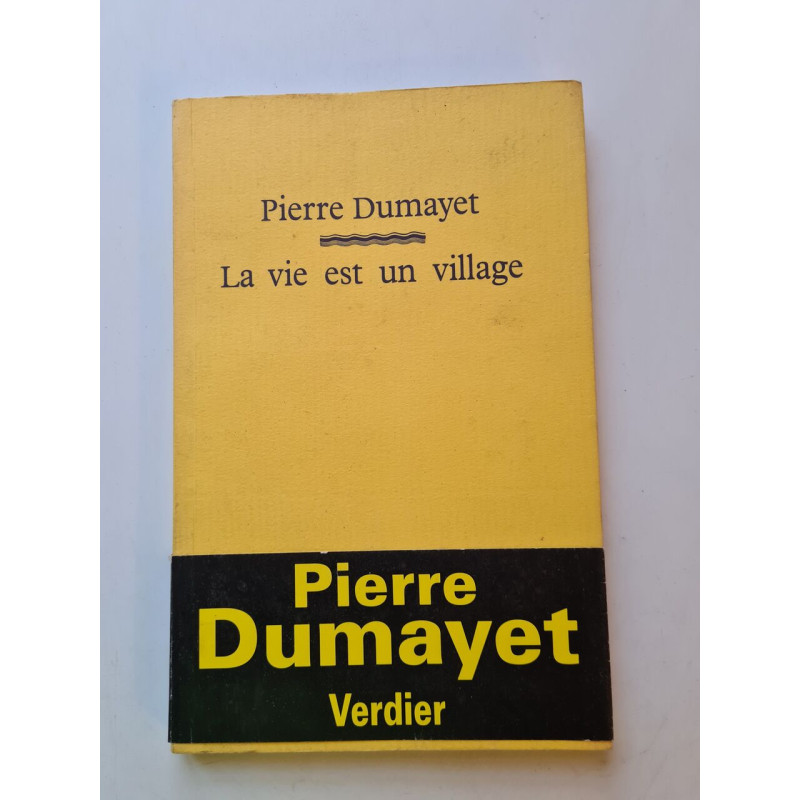 Pierre Dumayet
La vie est un village
Pierre
Dumayet
Verdier